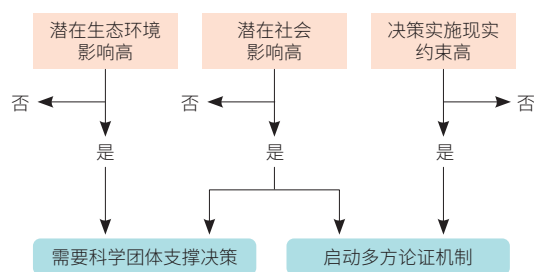 潜在生态环境
影响高
潜在社会
影响高
决策实施现实
约束高
否
否
否
是
是
是
需要科学团体支撑决策
启动多方论证机制